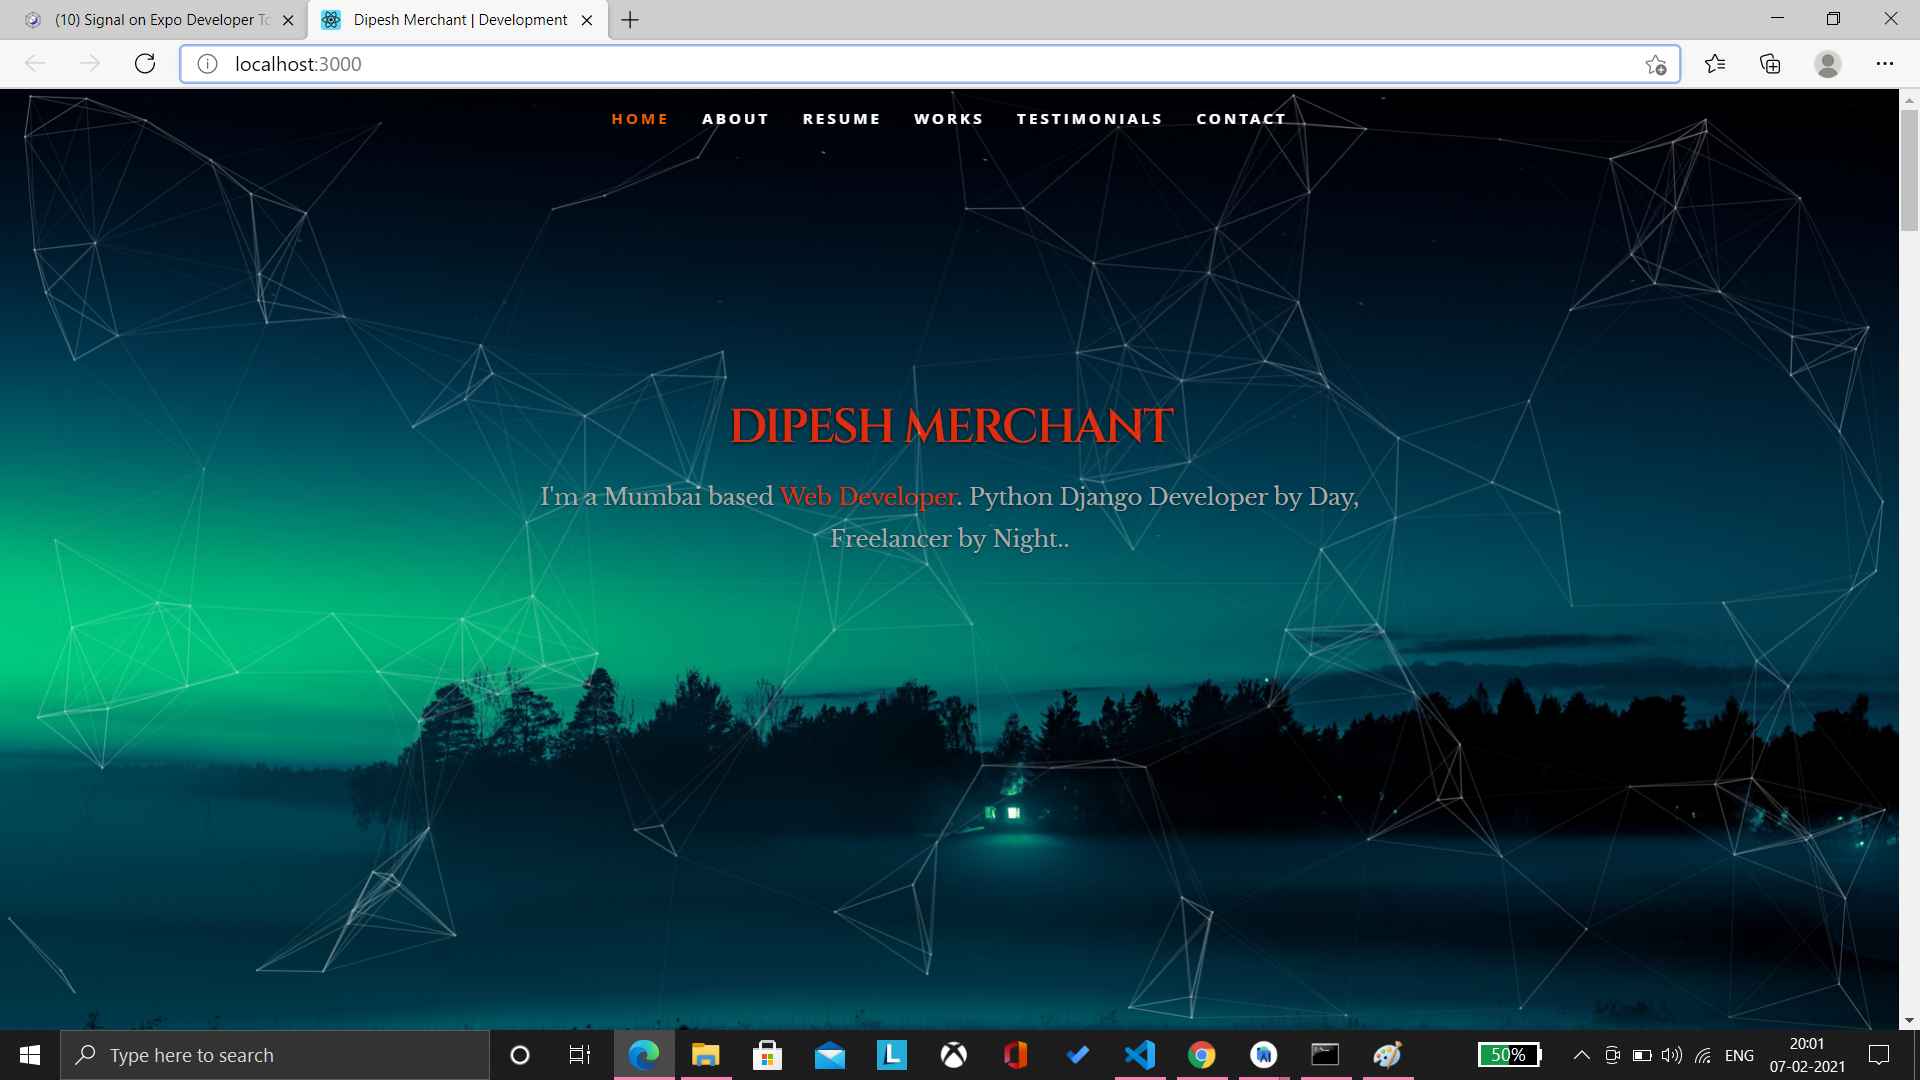 (10) Signal on Expo Developer To
Dipesh Merchant | Development
localhost:3000
HOME ABOUT RESUME WORKS TESTIMONIALS CONTACT
DIPESH MERCHANT
I'm a Mumbai based Web Developer. Python Django Developer by Day,
Freelancer by Night..
Type here to search
L
50%
ENG
20:01
07-02-2021